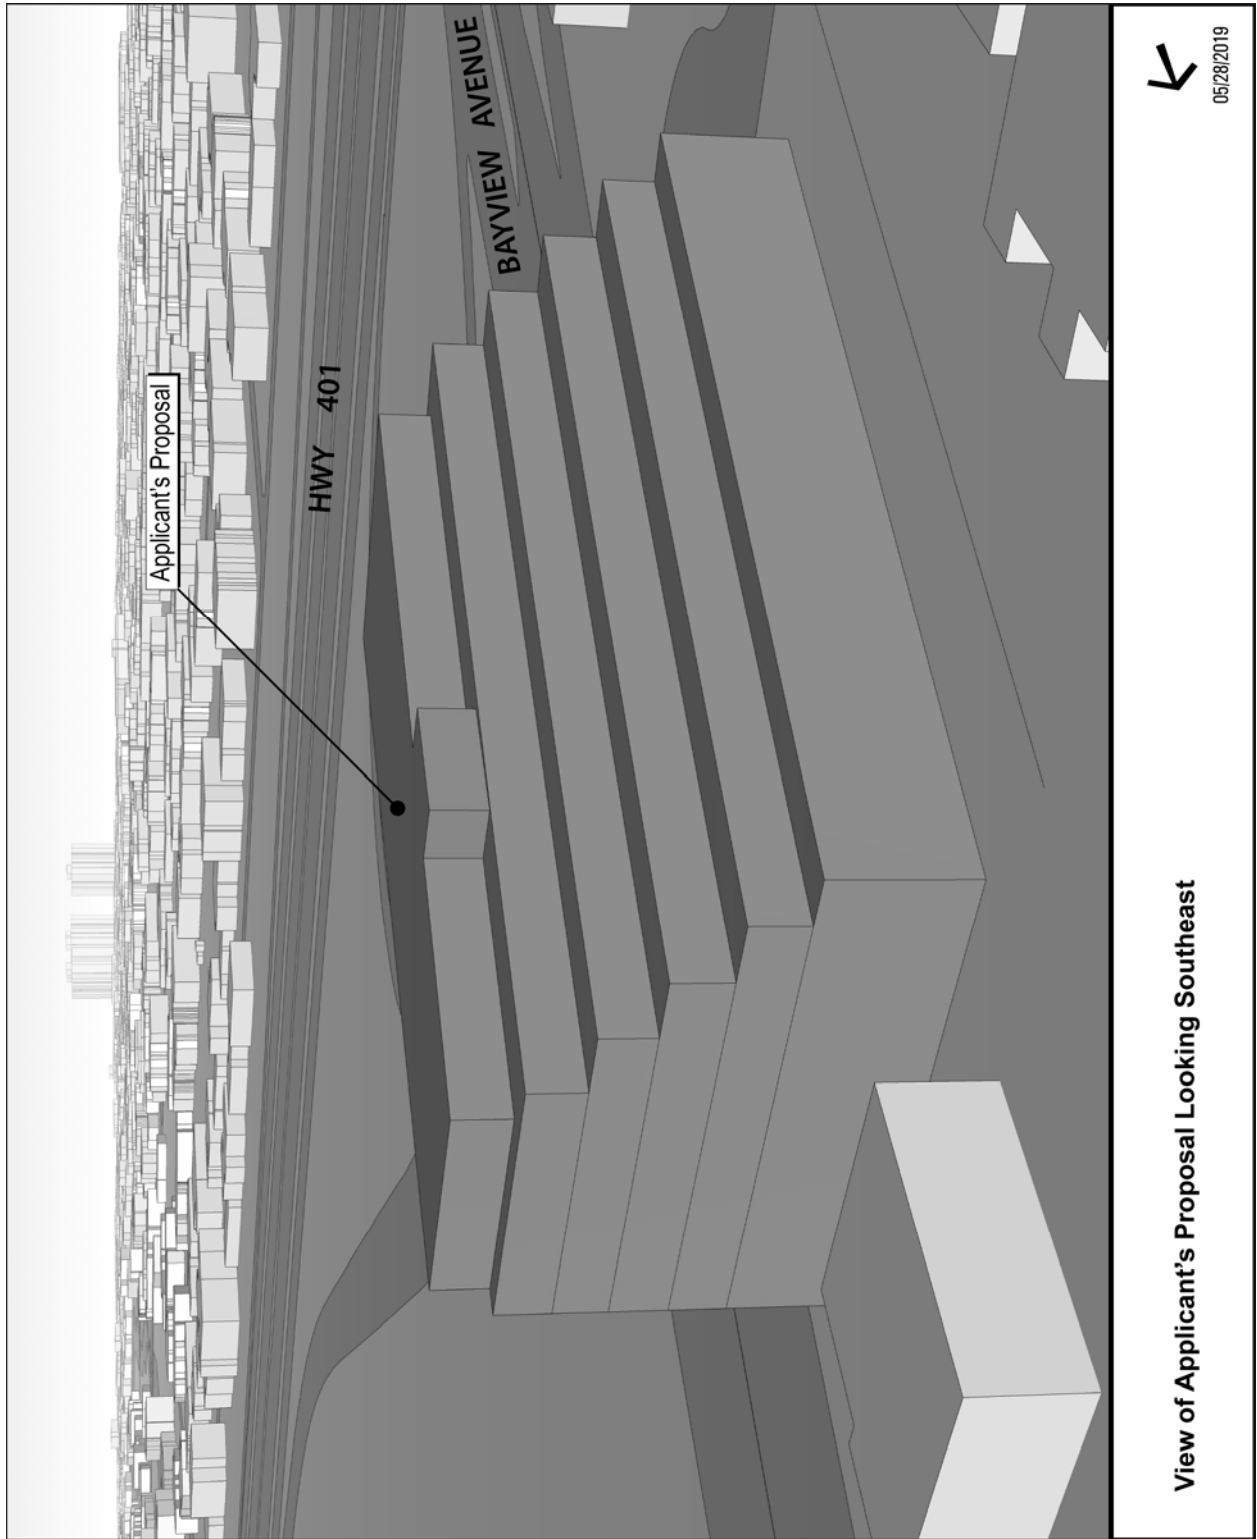 Applicant's Proposal
HWY 401
BAYVIEW AVENUE
View of Applicant's Proposal Looking Southeast
05/28/2019